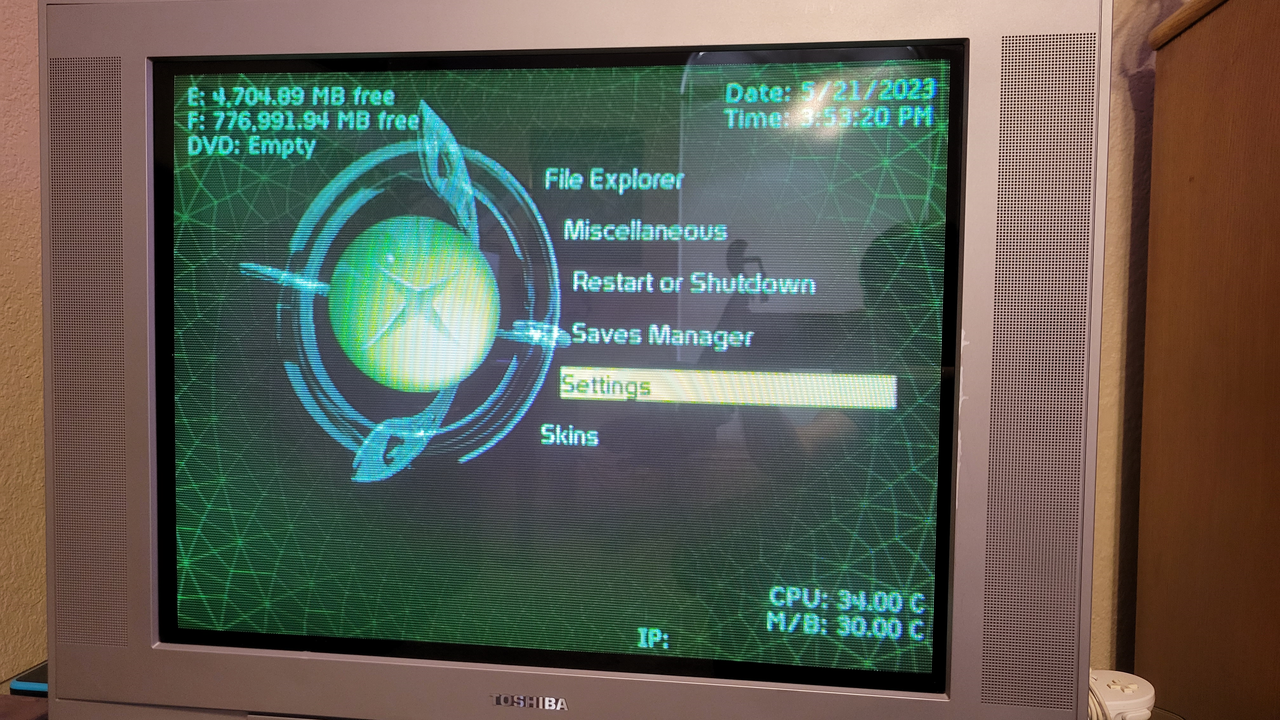 E: 4,704.89 MB free
F: 776,991.94 MB free
DVD: Empty
Date: 5/21/2023
Time: 3:53:20 PM
File Explorer
Miscellaneous
Restart or Shutdown
Saves Manager
Settings
Skins
CPU: 34.00 C
M/B: 30.00 C
IP:
TOSHIBA